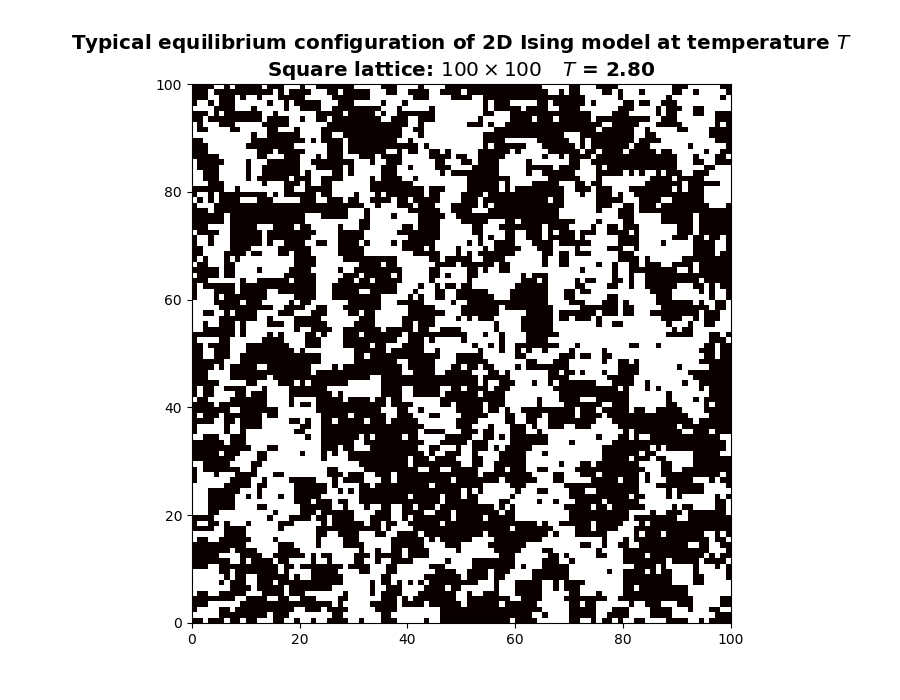 Typical equilibrium configuration of 2D Ising model at temperature T
Square lattice: 100 × 100 T = 2.80
100
80
60
40
20
0
0 20 40 60 80 100